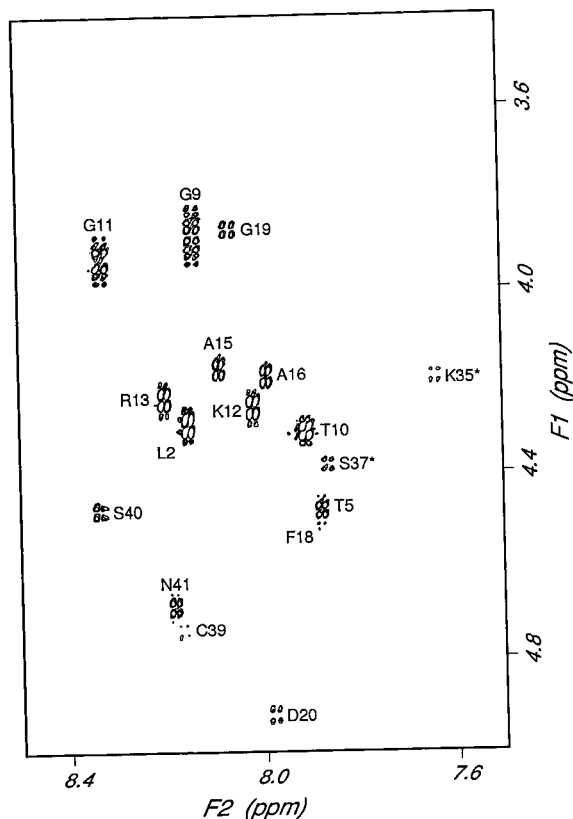 3.6
G9
G11
G19
4.0
A15
A16
K35*
R13
K12
T10
L2
F1 (ppm)
4.4
S37*
S40
T5
F18
N41
C39
4.8
D20
8.4
8.0
7.6
F2 (ppm)